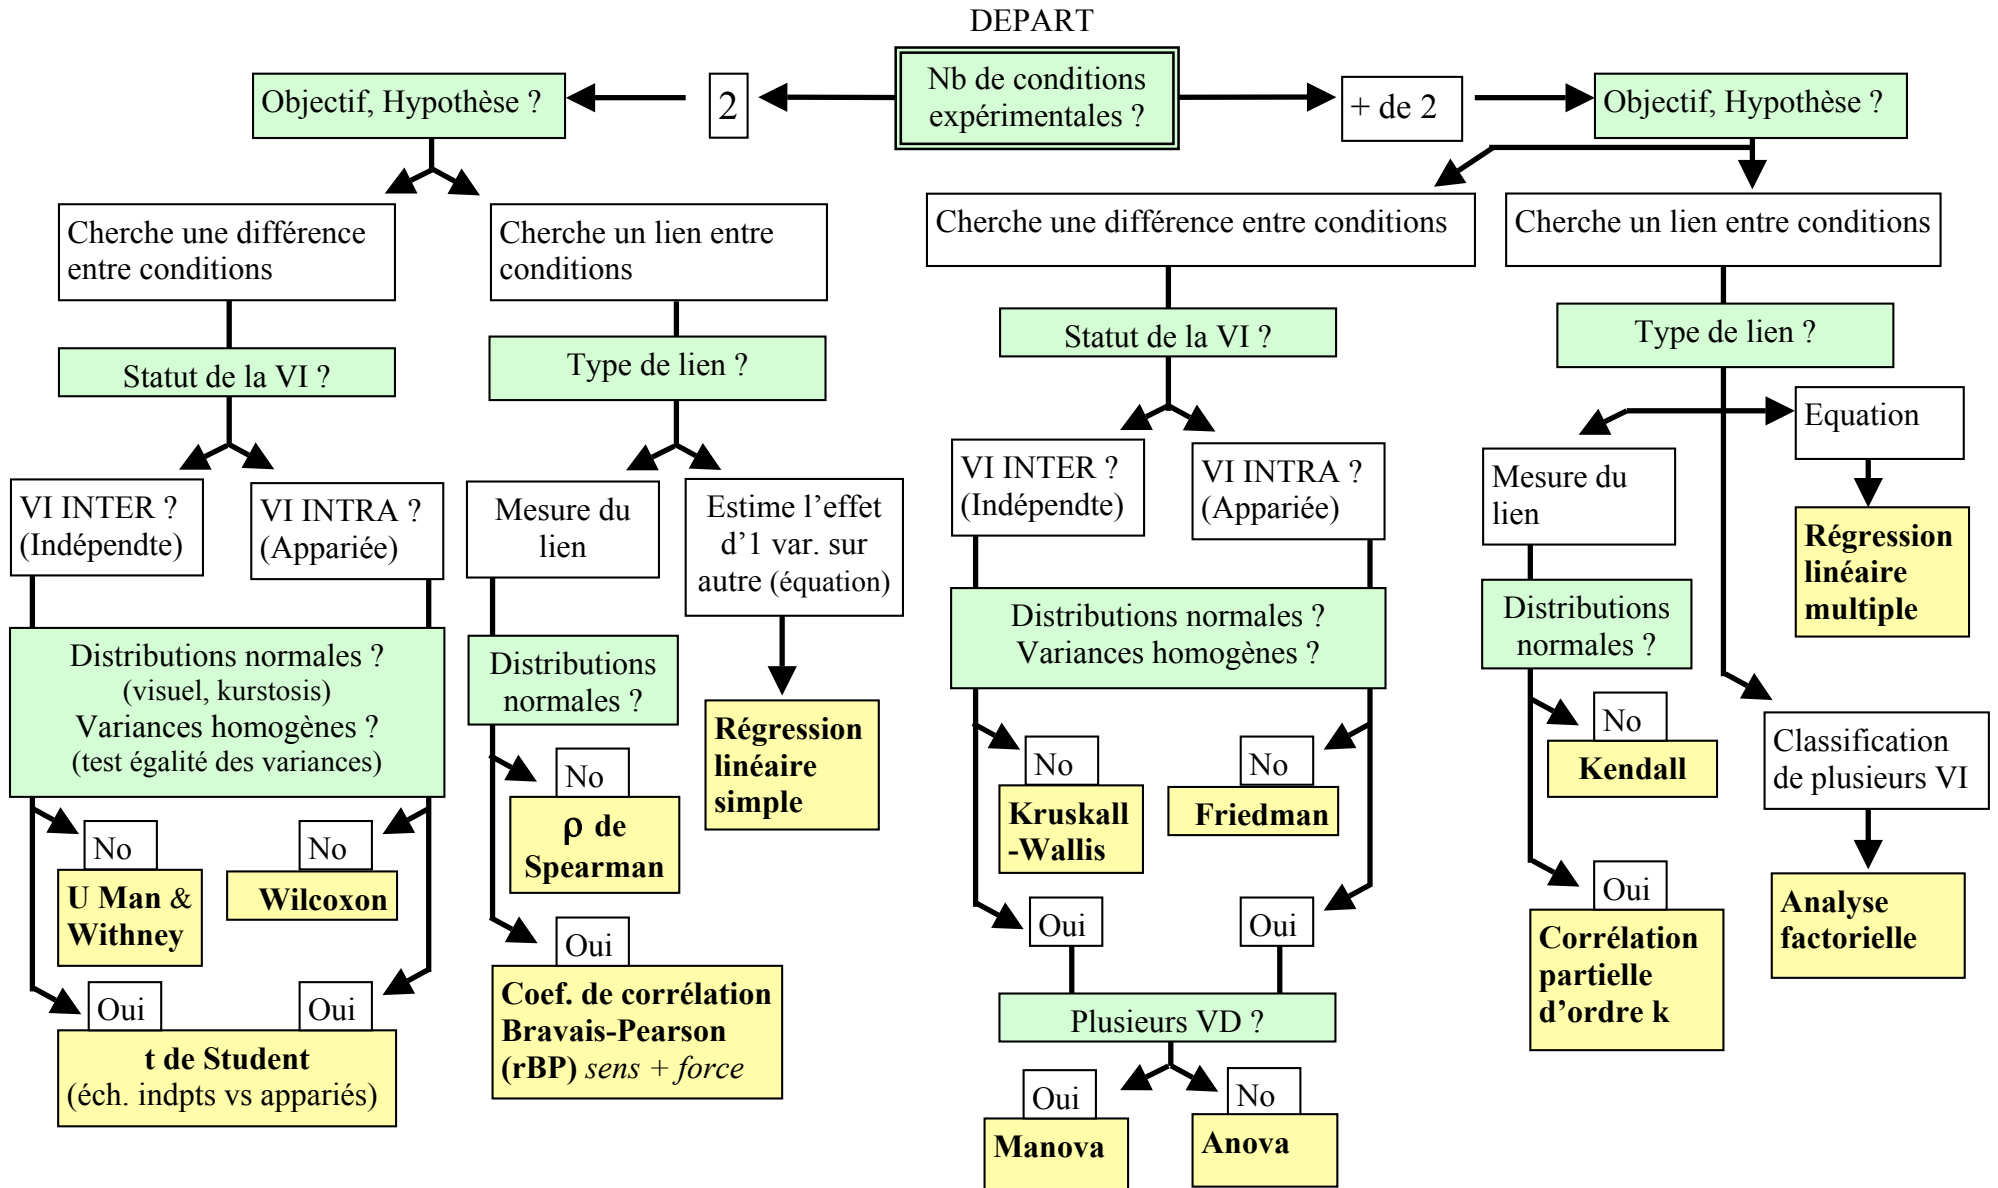 DEPART
Nb de conditions
expérimentales ?
2
Objectif, Hypothèse ?
+ de 2
Objectif, Hypothèse ?
Cherche une différence
entre conditions
Cherche un lien entre
conditions
Cherche une différence entre conditions
Cherche un lien entre conditions
Statut de la VI ?
Type de lien ?
Statut de la VI ?
Type de lien ?
VI INTER ?
(Indépendte)
VI INTRA ?
(Appariée)
Mesure du
lien
Estime l’effet
d’1 var. sur
autre (équation)
VI INTER ?
(Indépendte)
VI INTRA ?
(Appariée)
Mesure du
lien
Equation
Régression
linéaire
multiple
Distributions normales ?
(visuel, kurstosis)
Variances homogènes ?
(test égalité des variances)
Distributions
normales ?
Régression
linéaire
simple
Distributions normales ?
Variances homogènes ?
Distributions
normales ?
No
U Man &
Withney
No
Wilcoxon
No
ρ de
Spearman
No
Kruskall
-Wallis
No
Friedman
No
Kendall
Classification
de plusieurs VI
Analyse
factorielle
Oui
Oui
t de Student
(éch. indpts vs appariés)
Oui
Coef. de corrélation
Bravais-Pearson
(rBP) sens + force
Oui
Oui
Plusieurs VD ?
Oui
Manova
No
Anova
Oui
Corrélation
partielle
d’ordre k